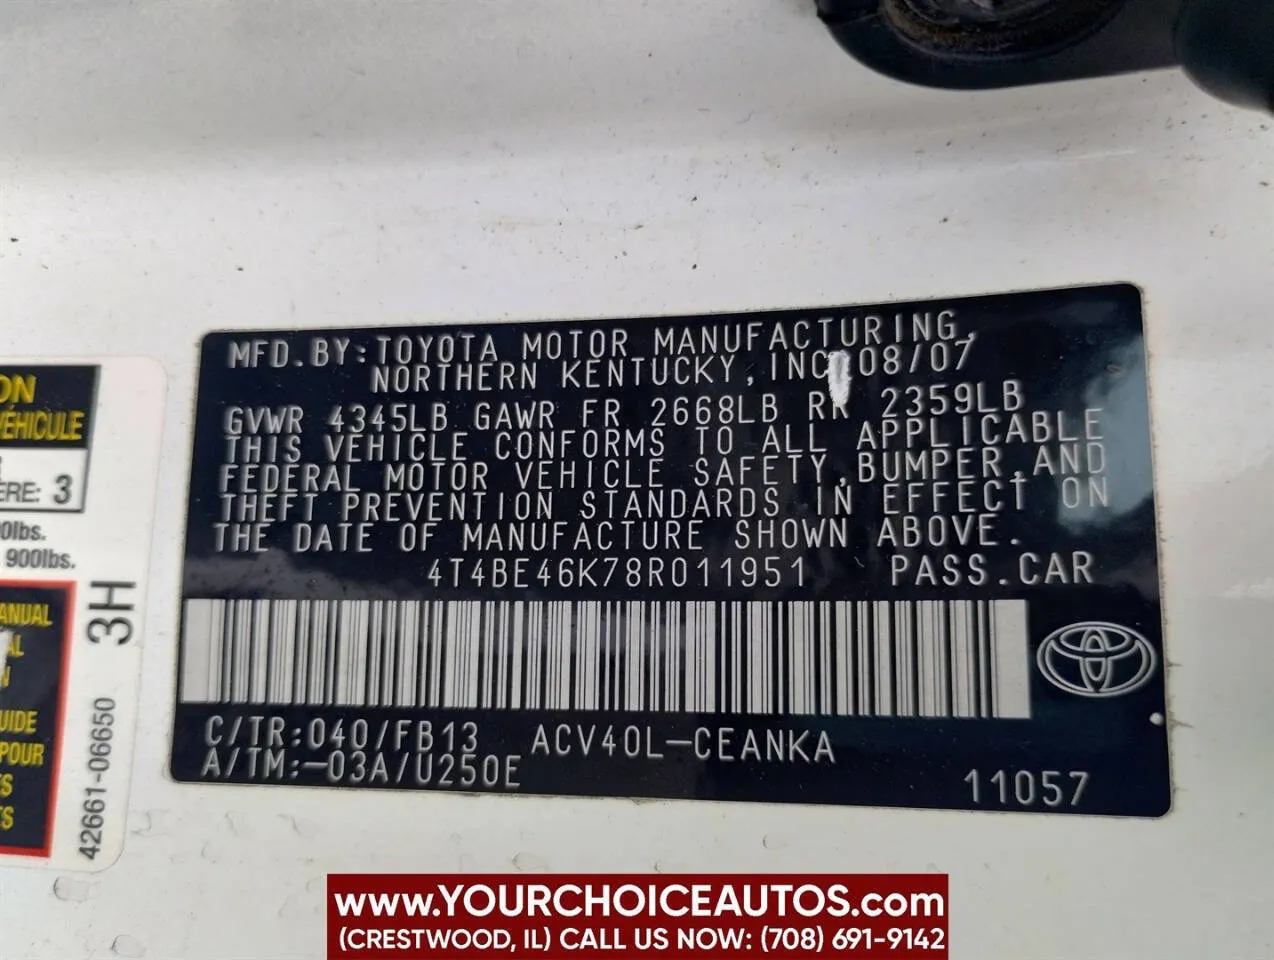 MFD.BY:TOYOTA MOTOR MANUFACTURING,
NORTHERN KENTUCKY, INC. 08/07
GVWR 4345LB GAWR FR 2668LB RR 2359LB
THIS VEHICLE CONFORMS TO ALL APPLICABLE
FEDERAL MOTOR VEHICLE SAFETY,BUMPER,AND
THEFT PREVENTION STANDARDS IN EFFECT ON
THE DATE OF MANUFACTURE SHOWN ABOVE.
4T4BE46K78R011951 PASS.CAR
C/TR:040/FB13 ACV40L-CEANKA
A/TM:-03A/U250E
11057
3
900lbs.
3H
42661-06650
www.YOURCHOICEAUTOS.com
(CRESTWOOD, IL) CALL US NOW: (708) 691-9142